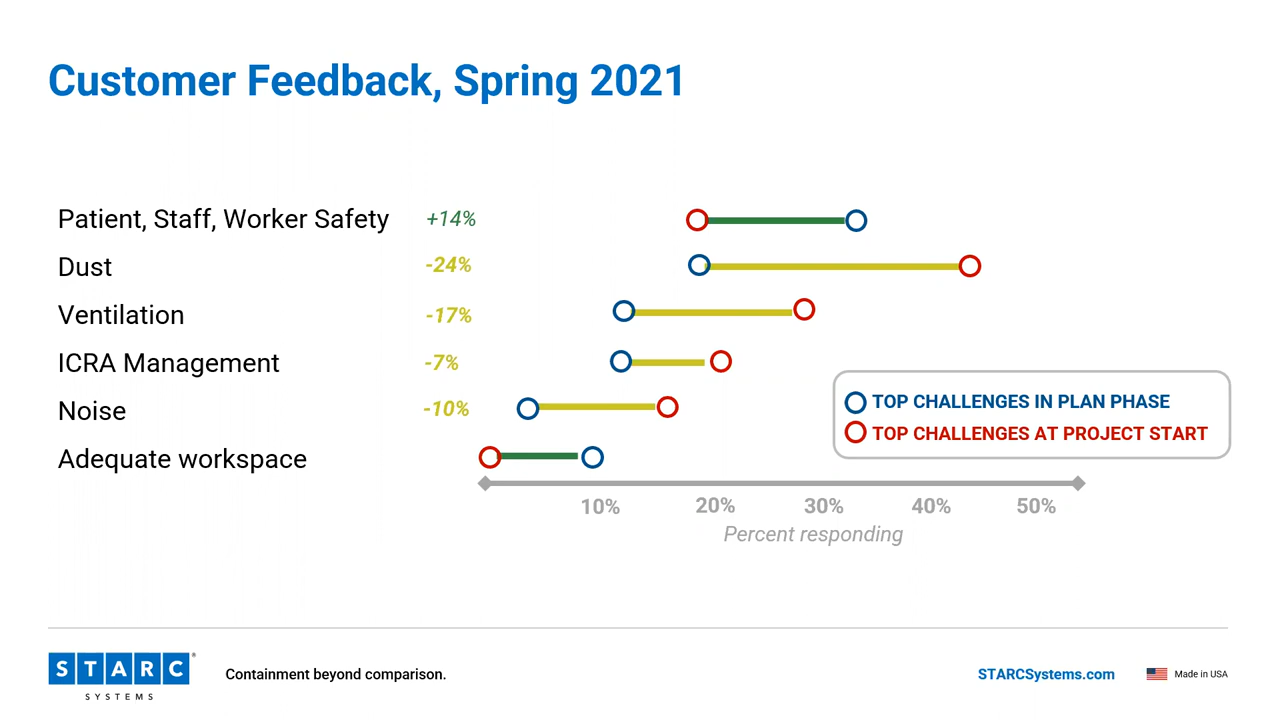 Customer Feedback, Spring 2021
Patient, Staff, Worker Safety +14%
Dust -24%
Ventilation -17%
ICRA Management -7%
Noise -10%
Adequate workspace
TOP CHALLENGES IN PLAN PHASE
TOP CHALLENGES AT PROJECT START
10% 20% 30% 40% 50%
Percent responding
STARC®
SYSTEMS
Containment beyond comparison.
STARCSystems.com
Made in USA